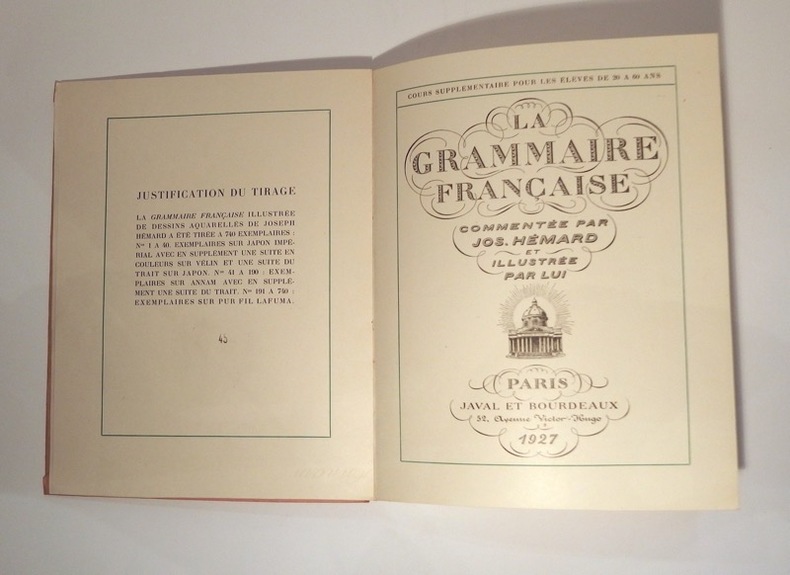 JUSTIFICATION DU TIRAGE
LA GRAMMAIRE FRANÇAISE ILLUSTRÉE
DE DESSINS AQUARELLÉS DE JOSEPH
HÉMARD A ÉTÉ TIRÉE A 740 EXEMPLAIRES :
Nos 1 A 40. EXEMPLAIRES SUR JAPON IMPÉ-
RIAL AVEC EN SUPPLÉMENT UNE SUITE EN
COULEURS SUR VÉLIN ET UNE SUITE DU
TRAIT SUR JAPON. Nos 41 A 190 : EXEM-
PLAIRES SUR ANNAM AVEC EN SUPPLÉ-
MENT UNE SUITE DU TRAIT. Nos 191 A 740 :
EXEMPLAIRES SUR PUR FIL LAFUMA.
45
COURS SUPPLÉMENTAIRE POUR LES ÉLÈVES DE 20 A 60 ANS
LA
GRAMMAIRE
FRANÇAISE
COMMENTÉE PAR
JOS. HÉMARD
ET
ILLUSTRÉE
PAR LUI
PARIS
JAVAL ET BOURDEAUX
52, Avenue Victor-Hugo
1927